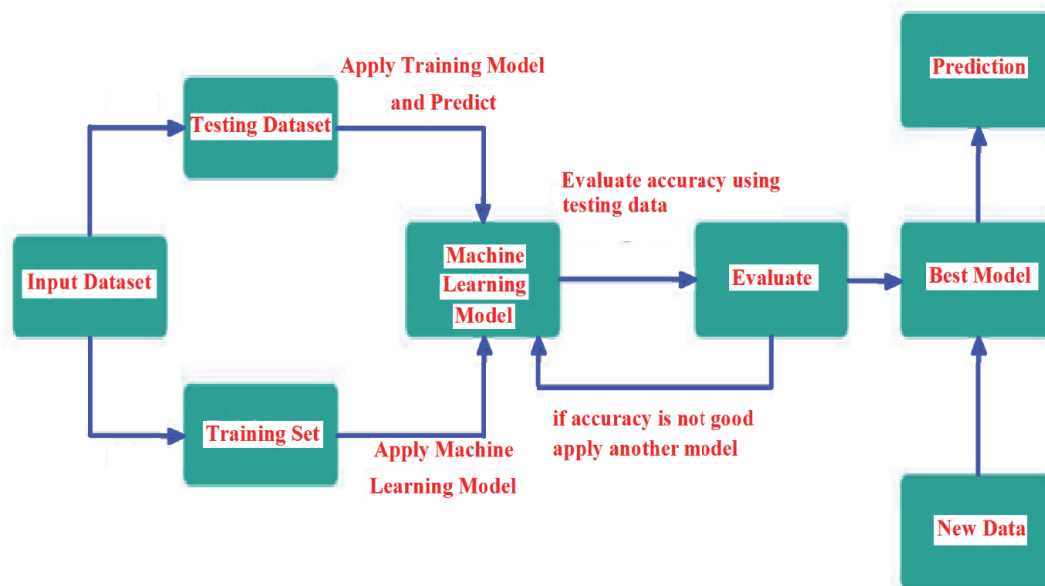 Apply Training Model
and Predict
Prediction
Testing Dataset
Evaluate accuracy using
testing data
Input Dataset
Machine
Learning
Model
Evaluate
Best Model
if accuracy is not good
apply another model
Training Set
Apply Machine
Learning Model
New Data